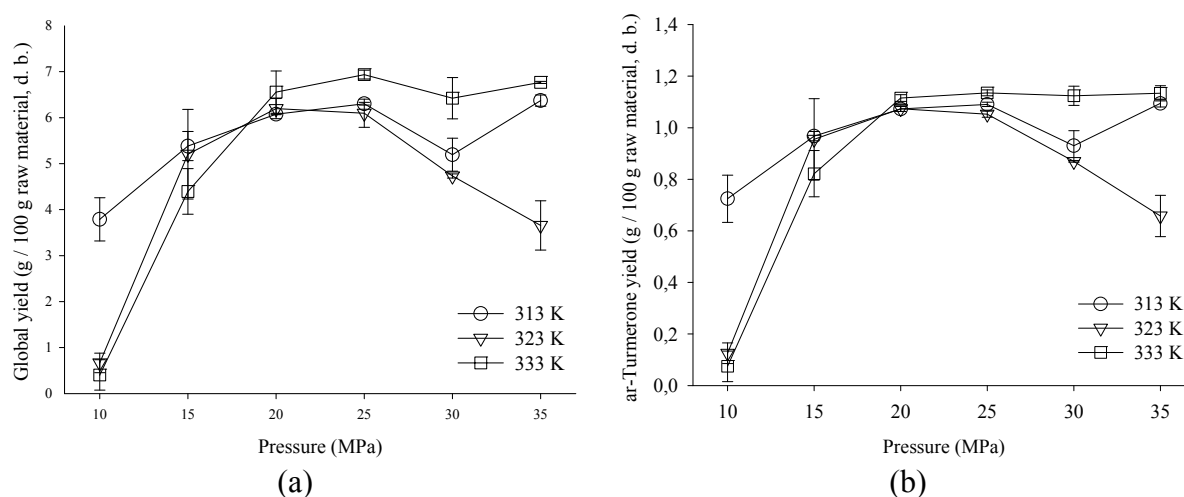 Global yield (g / 100 g raw material, d. b.)
8
7
6
5
4
3
2
1
0
10 15 20 25 30 35
Pressure (MPa)
313 K
323 K
333 K
(a)
ar-Turmerone yield (g / 100 g raw material, d. b.)
1,4
1,2
1,0
0,8
0,6
0,4
0,2
0,0
10 15 20 25 30 35
Pressure (MPa)
313 K
323 K
333 K
(b)